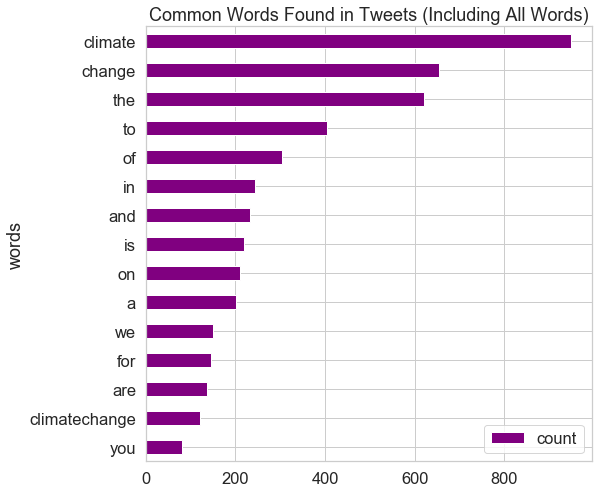 Common Words Found in Tweets (Including All Words)
climate
change
the
to
of
in
and
is
on
a
we
for
are
climatechange
you
words
count
0 200 400 600 800